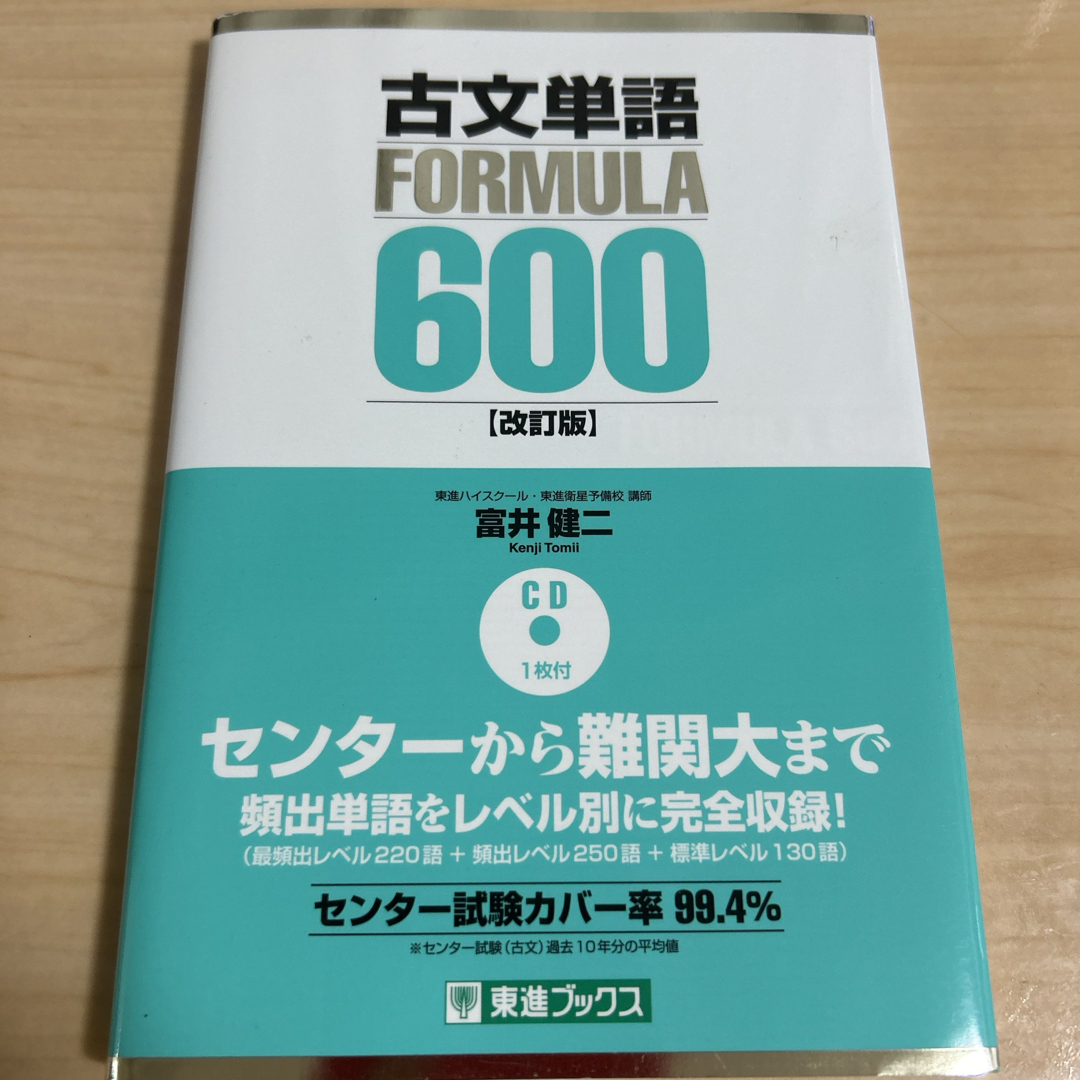 古文単語
FORMULA
600
【改訂版】
東進ハイスクール・東進衛星予備校 講師
富井 健二
Kenji Tomii
CD
1枚付
センターから難関大まで
頻出単語をレベル別に完全収録!
(最頻出レベル220語 + 頻出レベル250語 + 標準レベル130語)
センター試験カバー率 99.4%
※センター試験(古文)過去10年分の平均値
東進ブックス